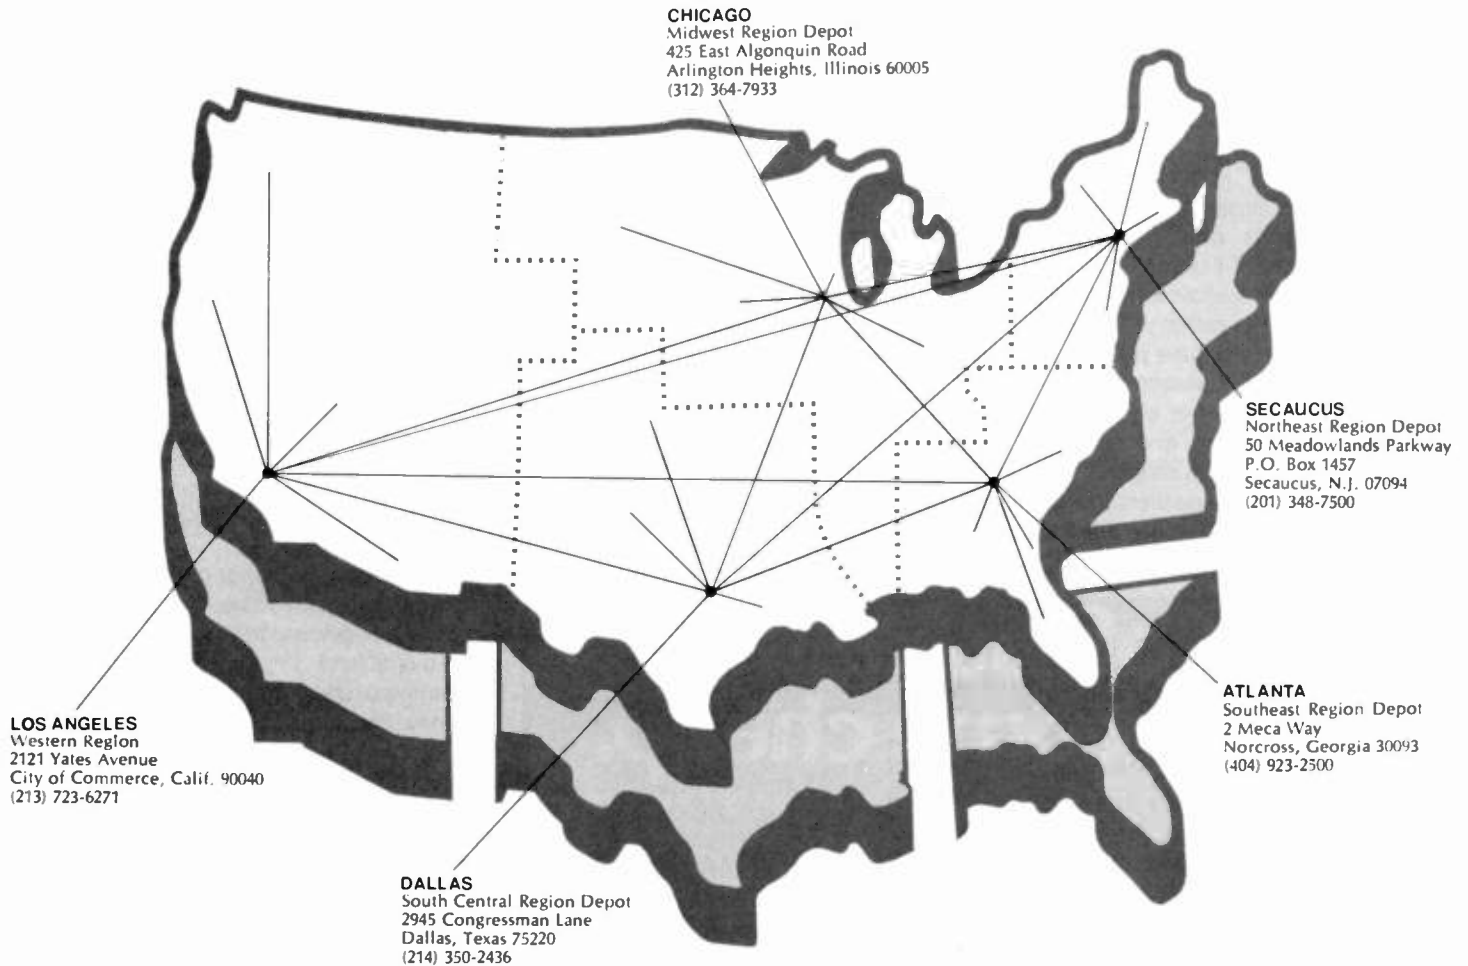 CHICAGO
Midwest Region Depot
425 East Algonquin Road
Arlington Heights, Illinois 60005
(312) 364-7933
SECAUCUS
Northeast Region Depot
50 Meadowlands Parkway
P.O. Box 1457
Secaucus, N.J. 07094
(201) 348-7500
ATLANTA
Southeast Region Depot
2 Meca Way
Norcross, Georgia 30093
(404) 923-2500
LOS ANGELES
Western Region
2121 Yates Avenue
City of Commerce, Calif. 90040
(213) 723-6271
DALLAS
South Central Region Depot
2945 Congressman Lane
Dallas, Texas 75220
(214) 350-2436